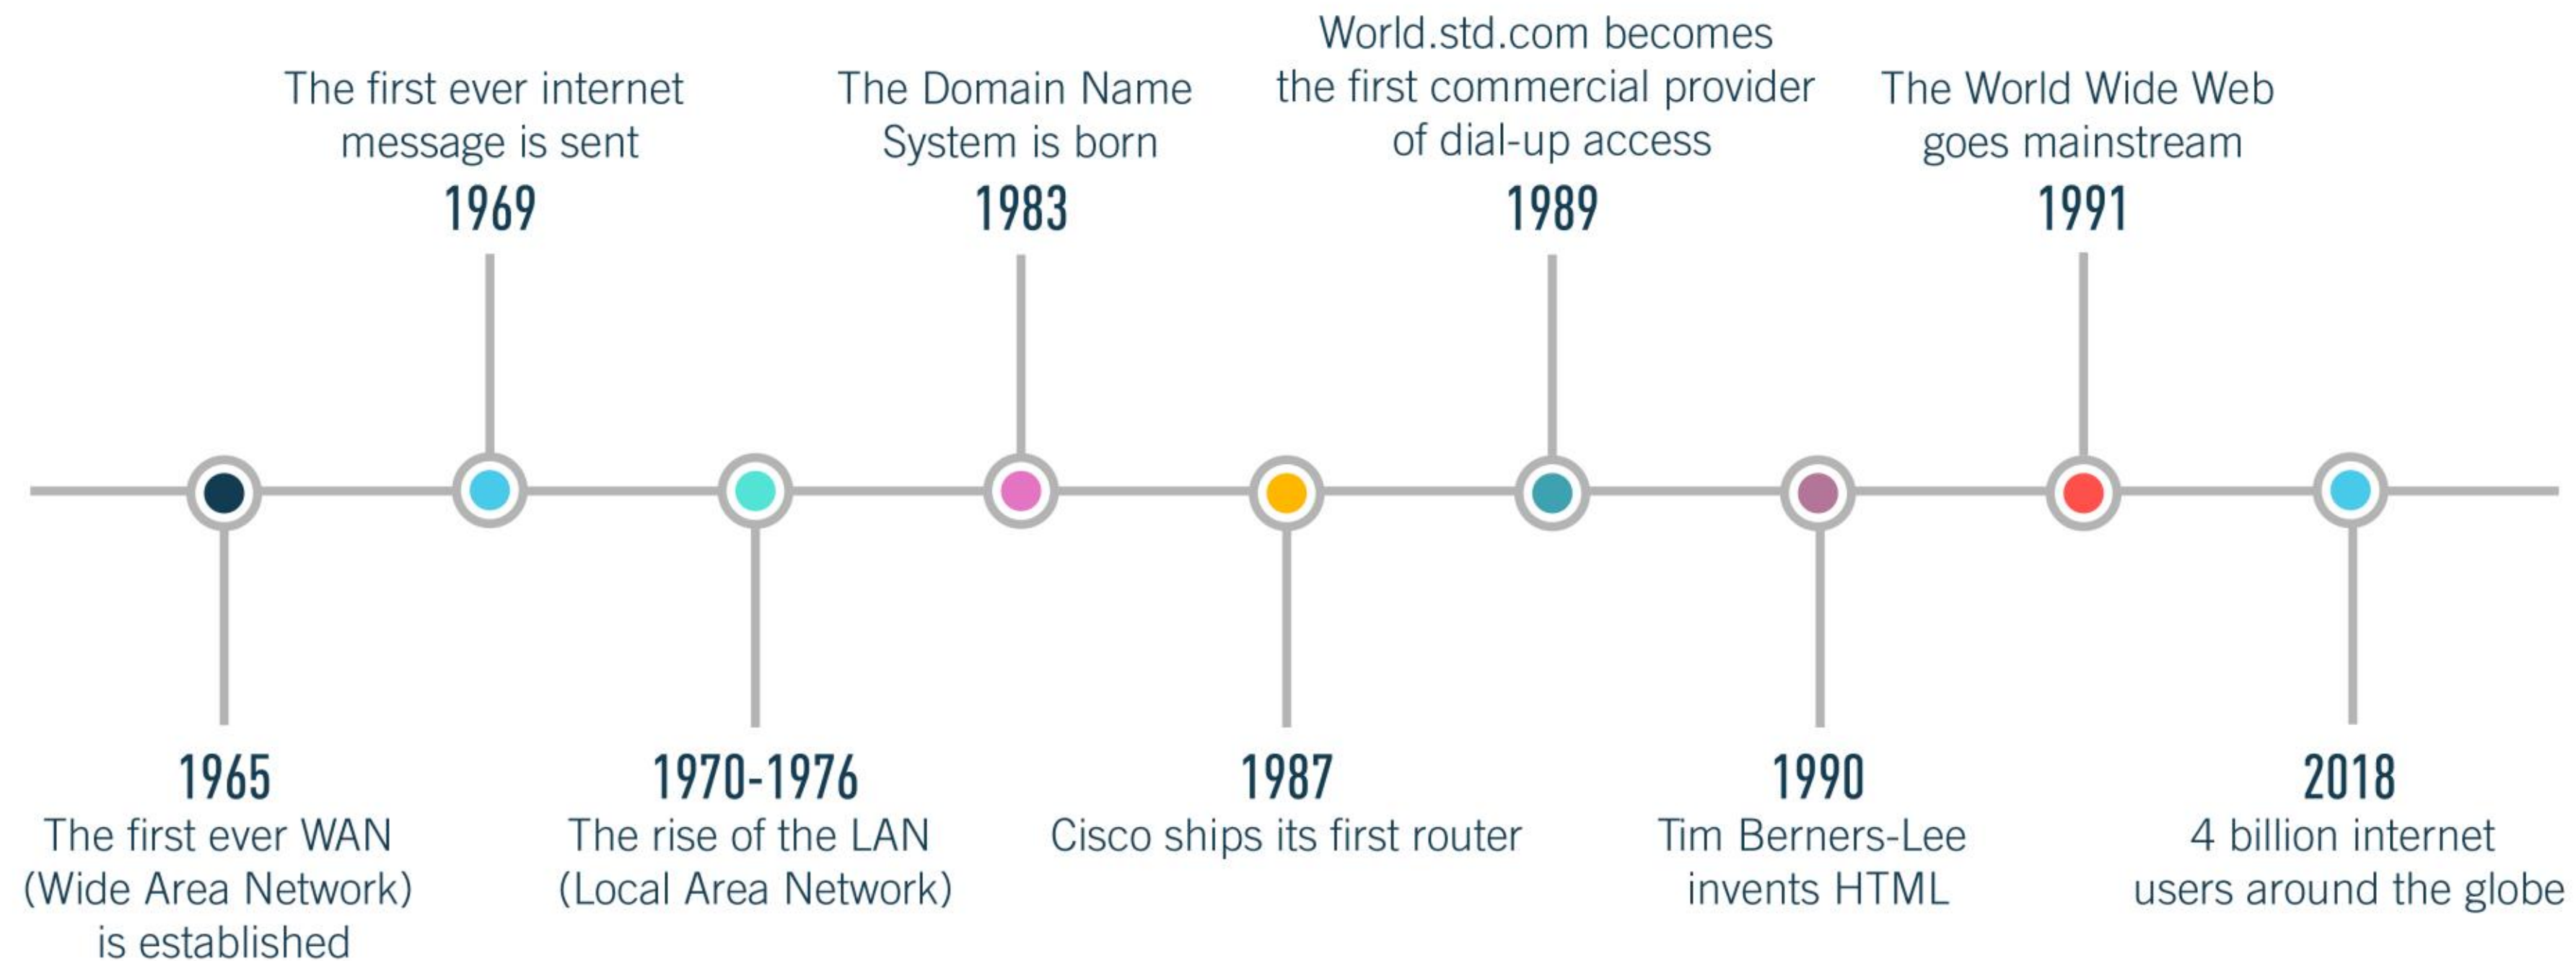 The first ever internet
message is sent
1969
The Domain Name
System is born
1983
World.std.com becomes
the first commercial provider
of dial-up access
1989
The World Wide Web
goes mainstream
1991
1965
The first ever WAN
(Wide Area Network)
is established
1970-1976
The rise of the LAN
(Local Area Network)
1987
Cisco ships its first router
1990
Tim Berners-Lee
invents HTML
2018
4 billion internet
users around the globe